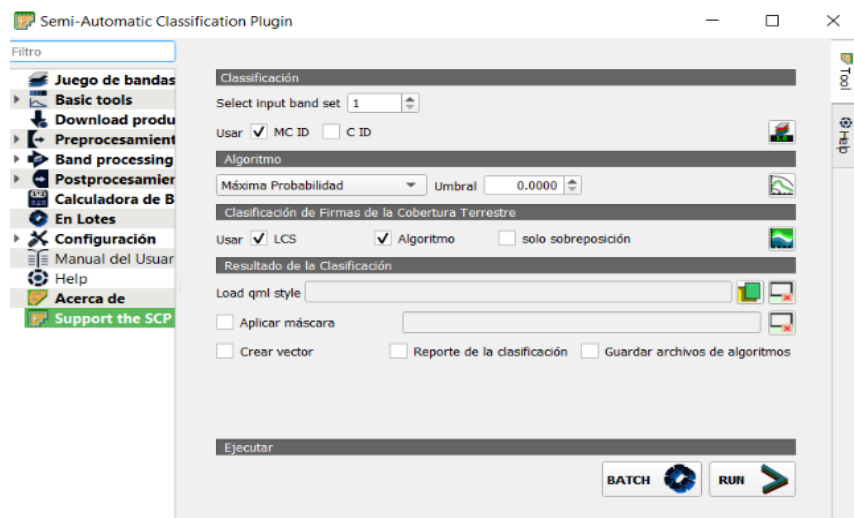 Semi-Automatic Classification Plugin
Filtro
Juego de bandas
Basic tools
Download produ
Preprocesamient
Band processing
Postprocesamier
Calculadora de B
En Lotes
Configuración
Manual del Usuar
Help
Acerca de
Support the SCP
Classificación
Select input band set 1
Usar MC ID C ID
Algoritmo
Máxima Probabilidad Umbral 0.0000
Clasificación de Firmas de la Cobertura Terrestre
Usar LCS Algoritmo solo sobreposición
Resultado de la Clasificación
Load qml style
Aplicar máscara
Crear vector Reporte de la clasificación Guardar archivos de algoritmos
Ejecutar
BATCH RUN
Tool
Help